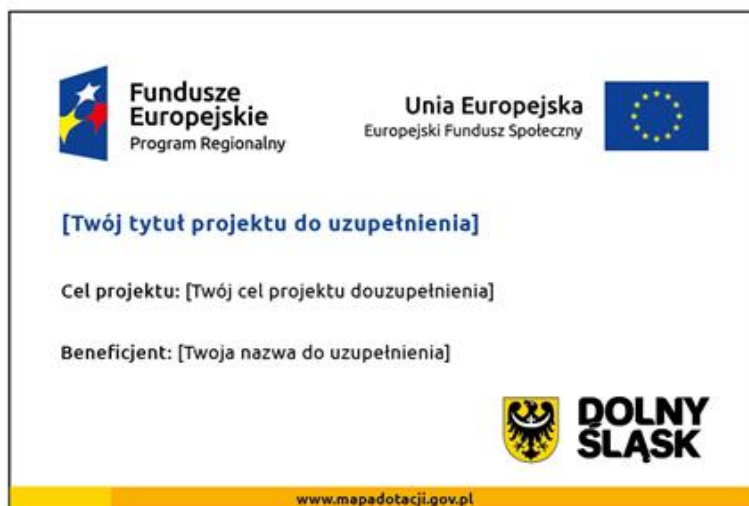 Fundusze
Europejskie
Program Regionalny
Unia Europejska
Europejski Fundusz Społeczny
[Twój tytuł projektu do uzupełnienia]
Cel projektu: [Twój cel projektu douzupełnienia]
Beneficjent: [Twoja nazwa do uzupełnienia]
DOLNY
ŚLĄSK
www.mapadotacji.gov.pl